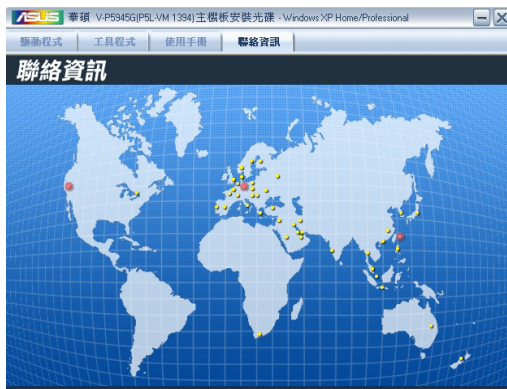 ASUS 華碩 V-P5945G(P5L-VM 1394)主機板安裝光碟 - Windows XP Home/Professional
驅動程式 工具程式 使用手冊 聯絡資訊
聯絡資訊